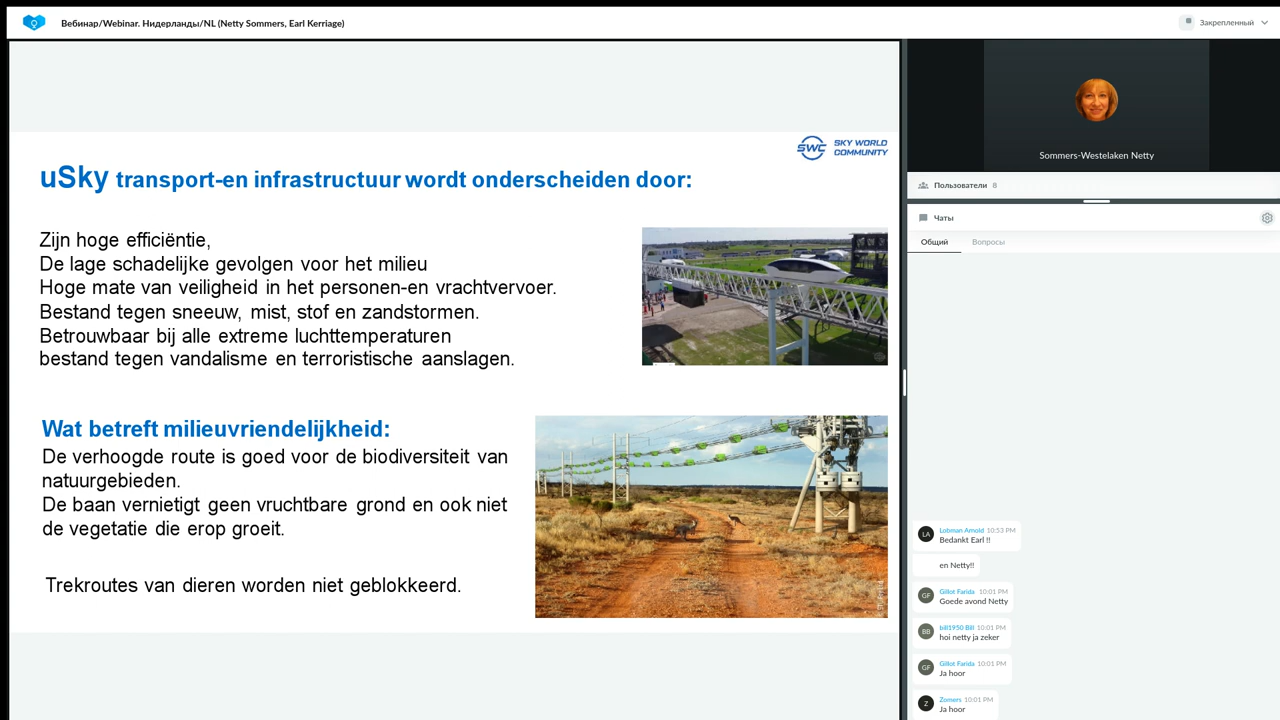 Вебинар/Webinar. Нидерланды/NL (Netty Sommers, Earl Kerriage)
Закрепленный
SWC SKY WORLD
COMMUNITY
uSky transport-en infrastructuur wordt onderscheiden door:
Zijn hoge efficiëntie,
De lage schadelijke gevolgen voor het milieu
Hoge mate van veiligheid in het personen-en vrachtvervoer.
Bestand tegen sneeuw, mist, stof en zandstormen.
Betrouwbaar bij alle extreme luchttemperaturen
bestand tegen vandalisme en terroristische aanslagen.
Wat betreft milieuvriendelijkheid:
De verhoogde route is goed voor de biodiversiteit van
natuurgebieden.
De baan vernietigt geen vruchtbare grond en ook niet
de vegetatie die erop groeit.
Trekroutes van dieren worden niet geblokkeerd.
Sommers-Westelaken Netty
Пользователи 8
Чаты
Общий Вопросы
LA Lobman Arnold 10:53 PM
Bedankt Earl !!
en Netty!!
GF Gillot Farida 10:01 PM
Goede avond Netty
BB bill1950 Bill 10:01 PM
hoi netty ja zeker
GF Gillot Farida 10:01 PM
Ja hoor
Z Zomers 10:01 PM
Ja hoor